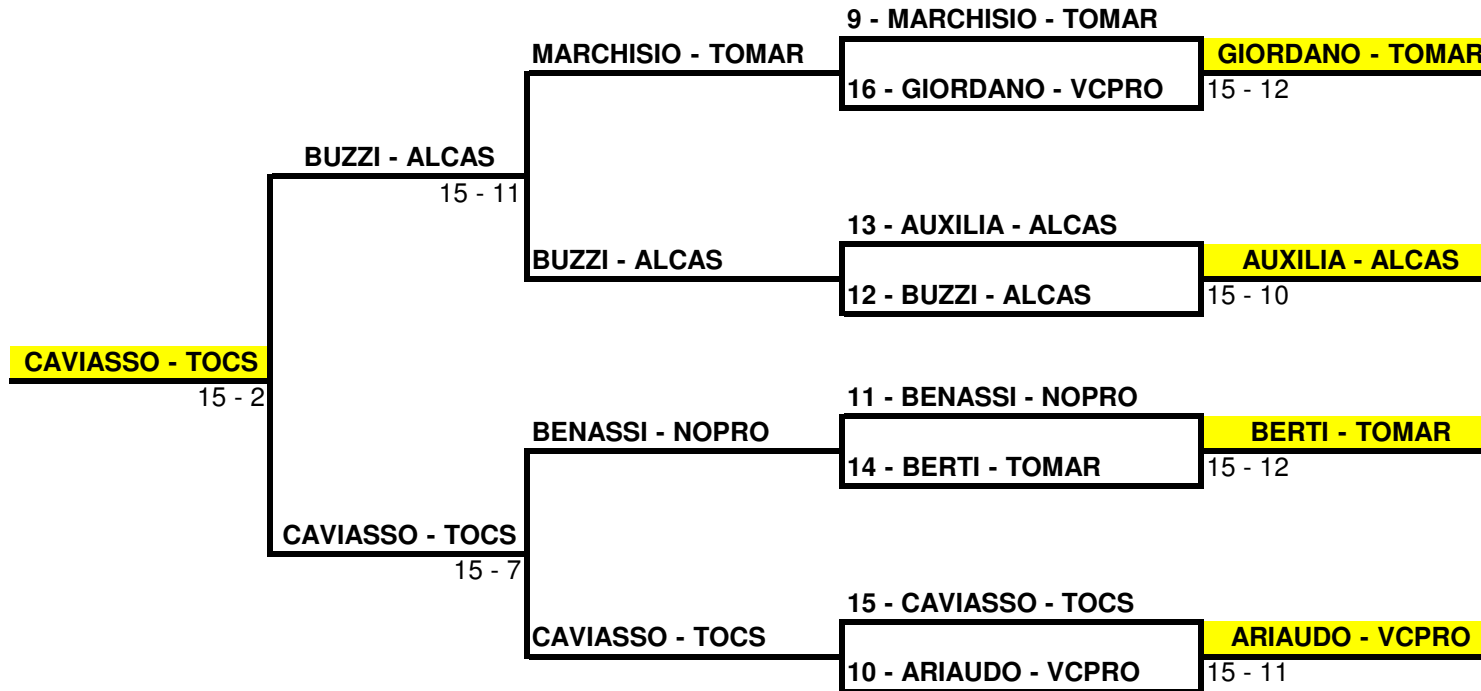 9 - MARCHISIO - TOMAR
MARCHISIO - TOMAR
GIORDANO - TOMAR
16 - GIORDANO - VCPRO
15 - 12
BUZZI - ALCAS
15 - 11
13 - AUXILIA - ALCAS
BUZZI - ALCAS
AUXILIA - ALCAS
12 - BUZZI - ALCAS
15 - 10
CAVIASSO - TOCS
15 - 2
11 - BENASSI - NOPRO
BENASSI - NOPRO
BERTI - TOMAR
14 - BERTI - TOMAR
15 - 12
CAVIASSO - TOCS
15 - 7
15 - CAVIASSO - TOCS
CAVIASSO - TOCS
ARIAUDO - VCPRO
10 - ARIAUDO - VCPRO
15 - 11